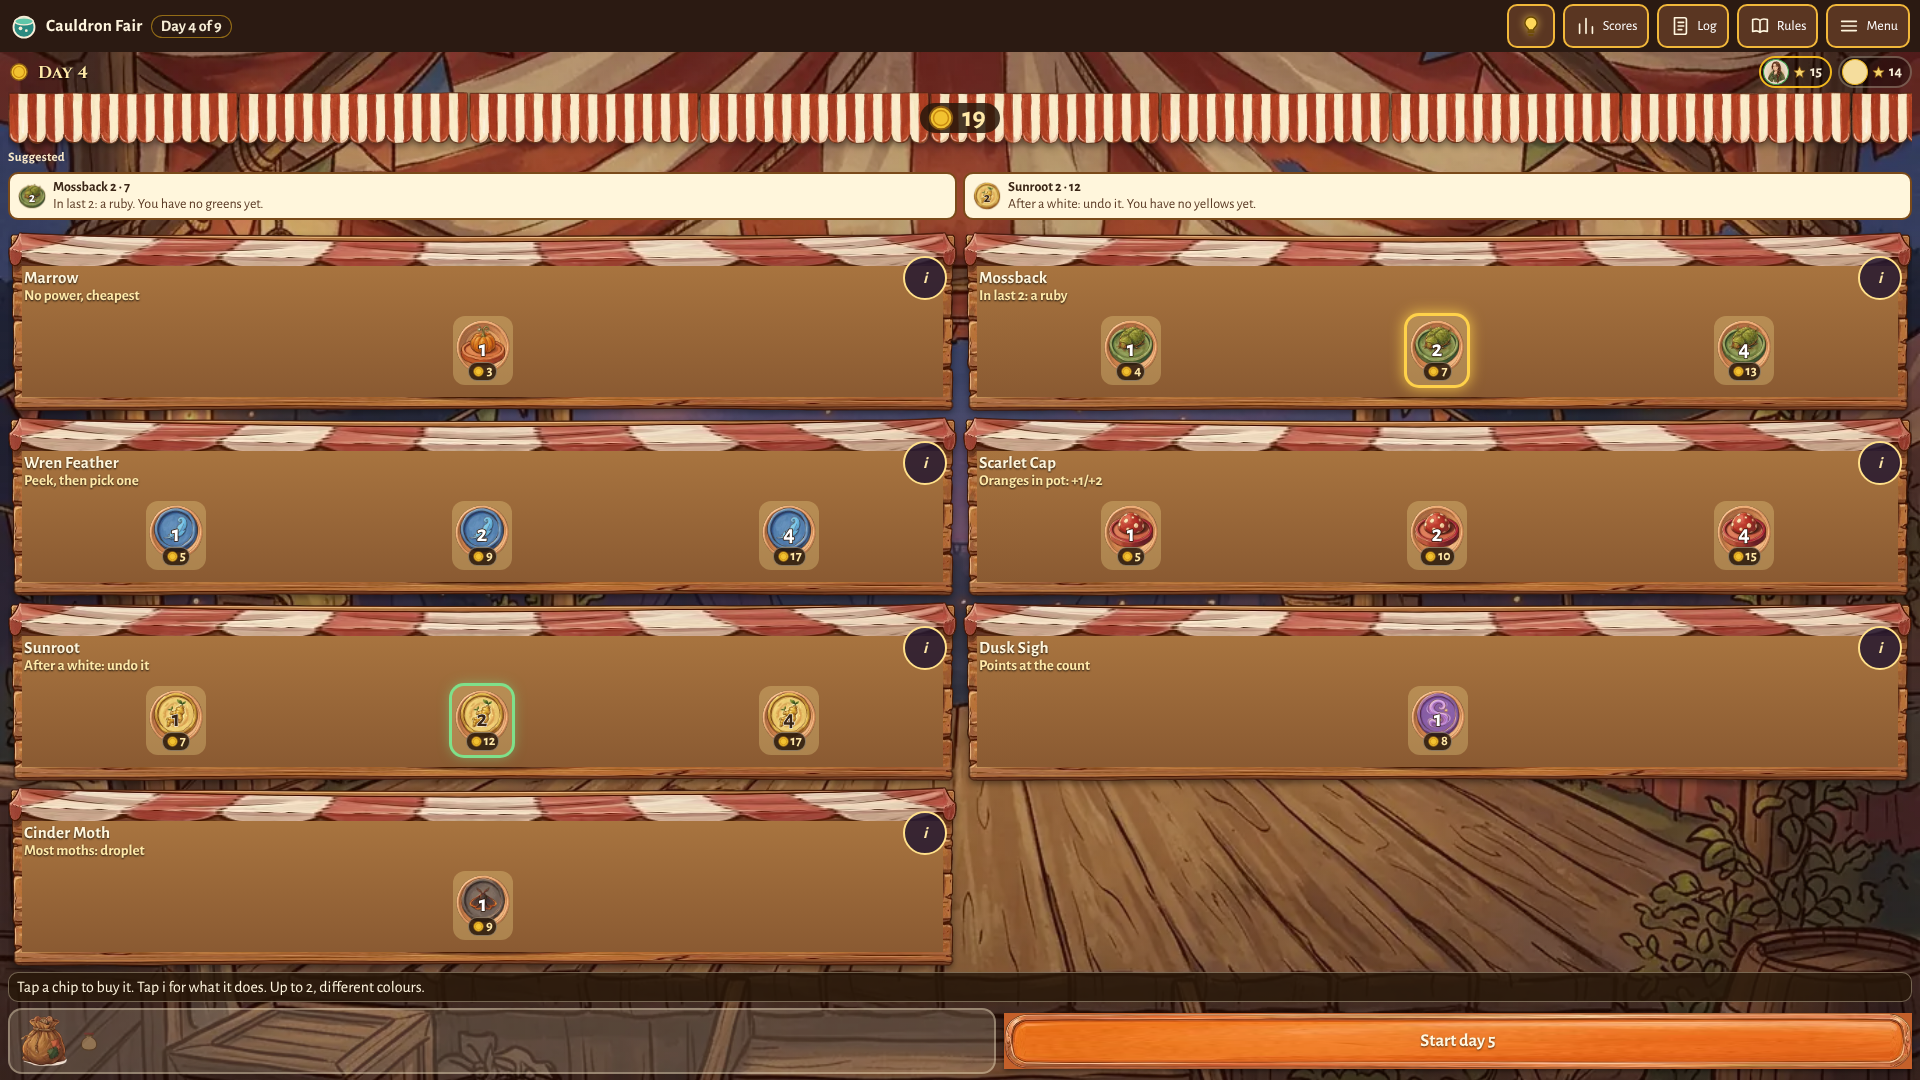 Cauldron Fair
Day 4 of 9
Scores
Log
Rules
Menu
DAY 4
15
14
19
Suggested
2
Mossback 2 · 7
In last 2: a ruby. You have no greens yet.
2
Sunroot 2 · 12
After a white: undo it. You have no yellows yet.
Marrow
No power, cheapest
i
1
3
Mossback
In last 2: a ruby
i
1
4
2
7
4
13
Wren Feather
Peek, then pick one
i
1
5
2
9
4
17
Scarlet Cap
Oranges in pot: +1/+2
i
1
5
2
10
4
15
Sunroot
After a white: undo it
i
1
7
2
12
4
17
Dusk Sigh
Points at the count
i
1
8
Cinder Moth
Most moths: droplet
i
1
9
Tap a chip to buy it. Tap i for what it does. Up to 2, different colours.
Start day 5